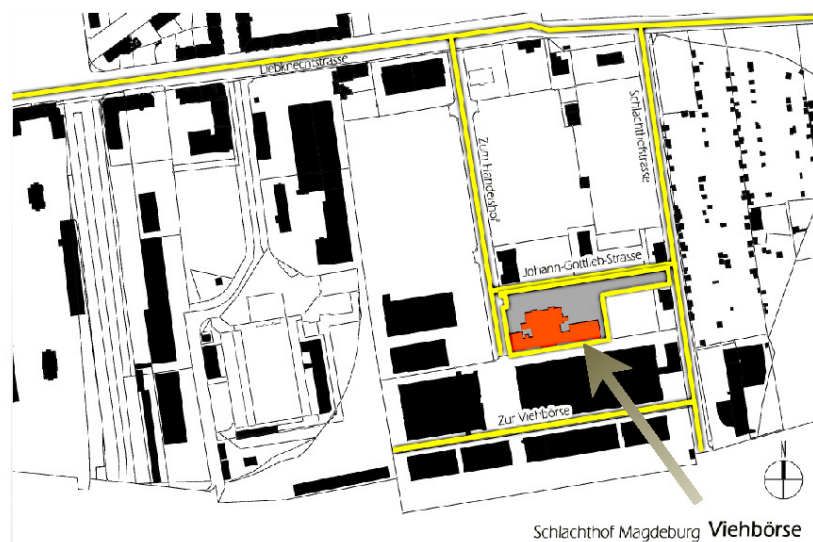 Liebknechtstrasse
Zum Handelshof
Schlachthofstrasse
Johann-Gottlieb-Strasse
Zur Viehbörse
N
Schlachthof Magdeburg Viehbörse